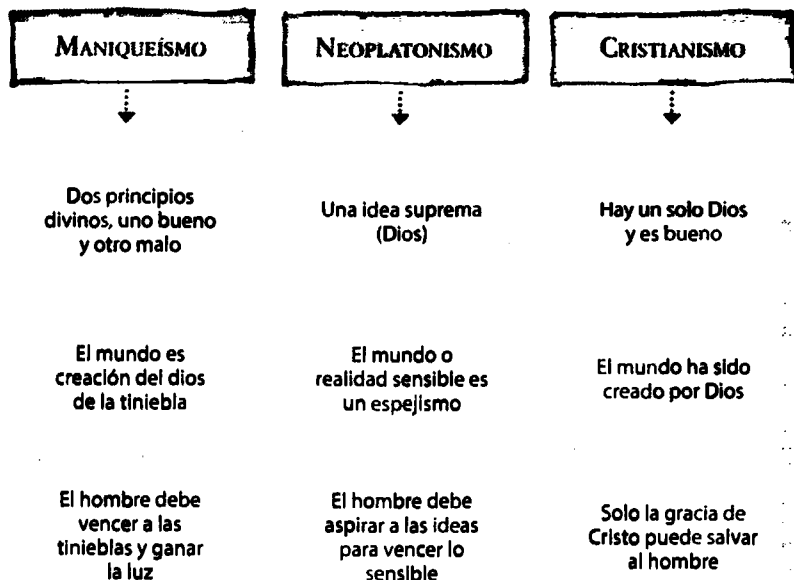 MANIQUEÍSMO
NEOPLATONISMO
CRISTIANISMO
Dos principios
divinos, uno bueno
y otro malo
Una idea suprema
(Dios)
Hay un solo Dios
y es bueno
El mundo es
creación del dios
de la tiniebla
El mundo o
realidad sensible es
un espejismo
El mundo ha sido
creado por Dios
El hombre debe
vencer a las
tinieblas y ganar
la luz
El hombre debe
aspirar a las ideas
para vencer lo
sensible
Solo la gracia de
Cristo puede salvar
al hombre